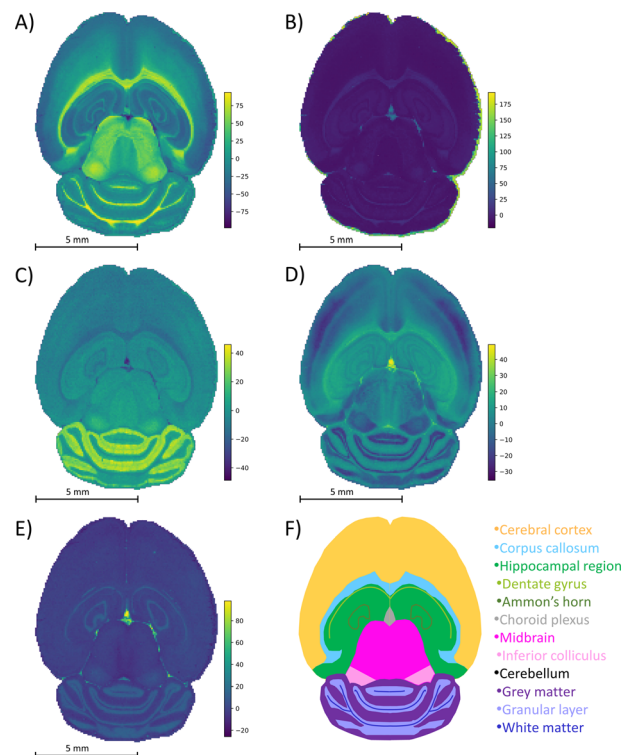 A)
75
50
25
0
−25
−50
−75
5 mm
B)
175
150
125
100
75
50
25
0
5 mm
C)
40
20
0
−20
−40
5 mm
D)
40
30
20
10
0
−10
−20
−30
5 mm
E)
80
60
40
20
0
−20
5 mm
F)
•Cerebral cortex
•Corpus callosum
•Hippocampal region
•Dentate gyrus
•Ammon's horn
•Choroid plexus
•Midbrain
•Inferior colliculus
•Cerebellum
•Grey matter
•Granular layer
•White matter